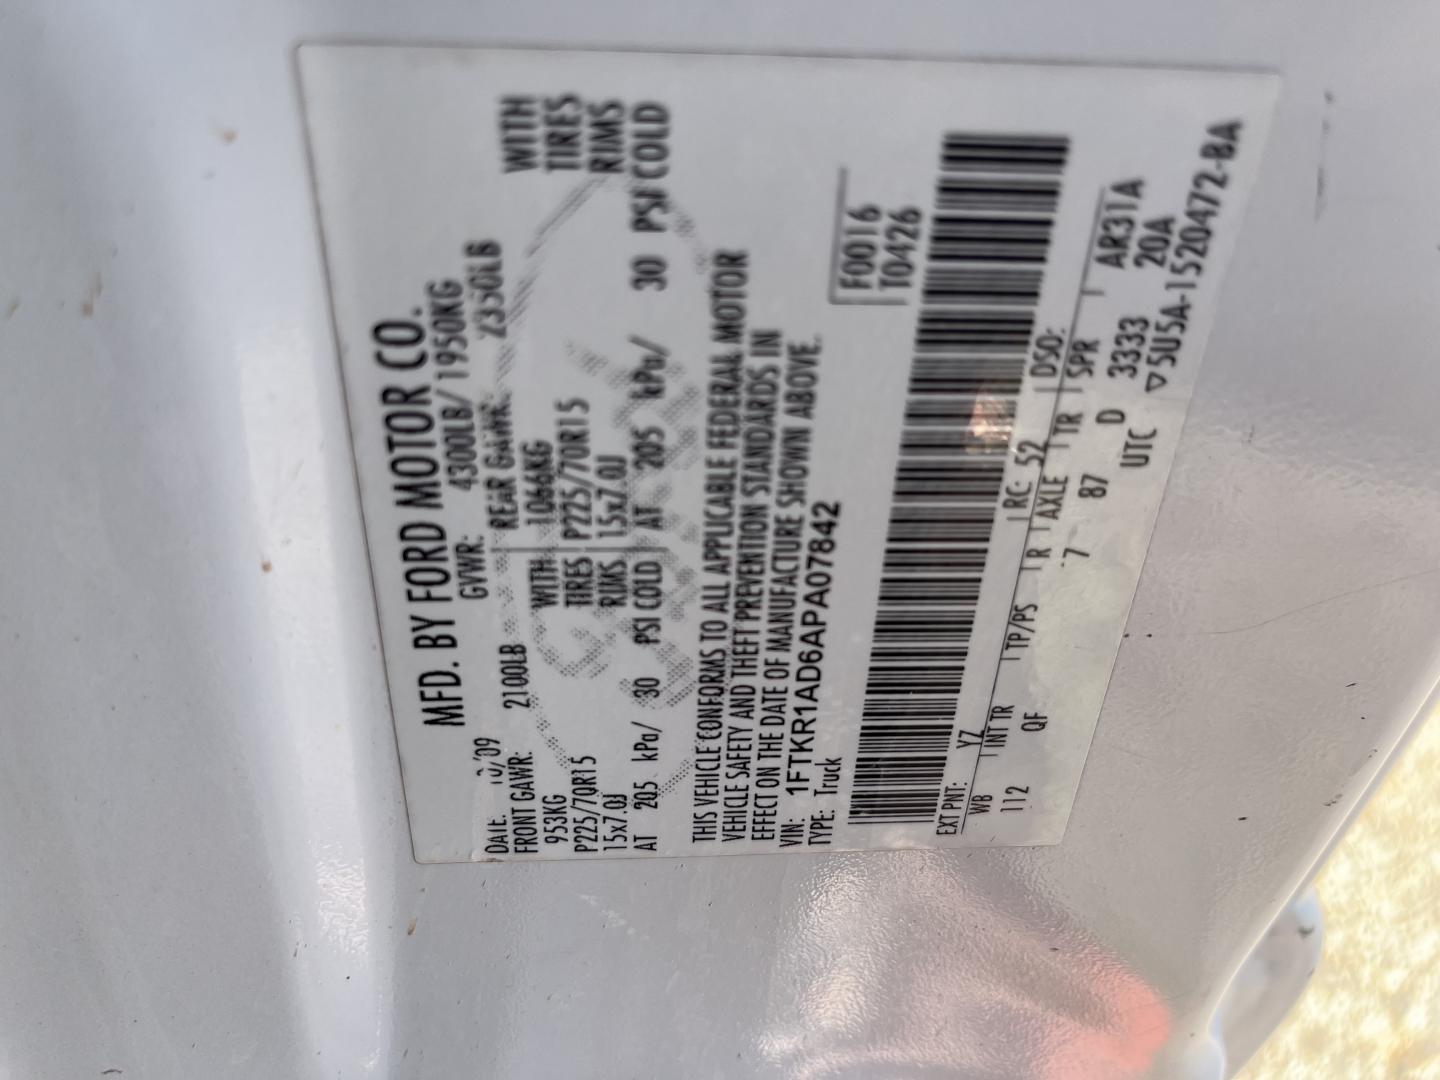 MFD. BY FORD MOTOR CO.
DATE: 10/09 GVWR: 4300LB/1950KG
FRONT GAWR: 2100LB REAR GAWR: 2350LB
953KG WITH 1066KG WITH
P225/70R15 TIRES P225/70R15 TIRES
15x7.0J RIMS 15x7.0J RIMS
AT 205 kPa/ 30 PSI COLD AT 205 kPa/ 30 PSI COLD
THIS VEHICLE CONFORMS TO ALL APPLICABLE FEDERAL MOTOR
VEHICLE SAFETY AND THEFT PREVENTION STANDARDS IN
EFFECT ON THE DATE OF MANUFACTURE SHOWN ABOVE.
VIN: 1FTKR1AD6APA07842
TYPE: Truck
F0016
T0426
EXT PNT: YZ RC: 52 DSO:
WB INT TR TP/PS R AXLE TR SPR
112 QF 7 87 D 3333 AR31A
20A
UTC ▽5U5A-1520472-BA